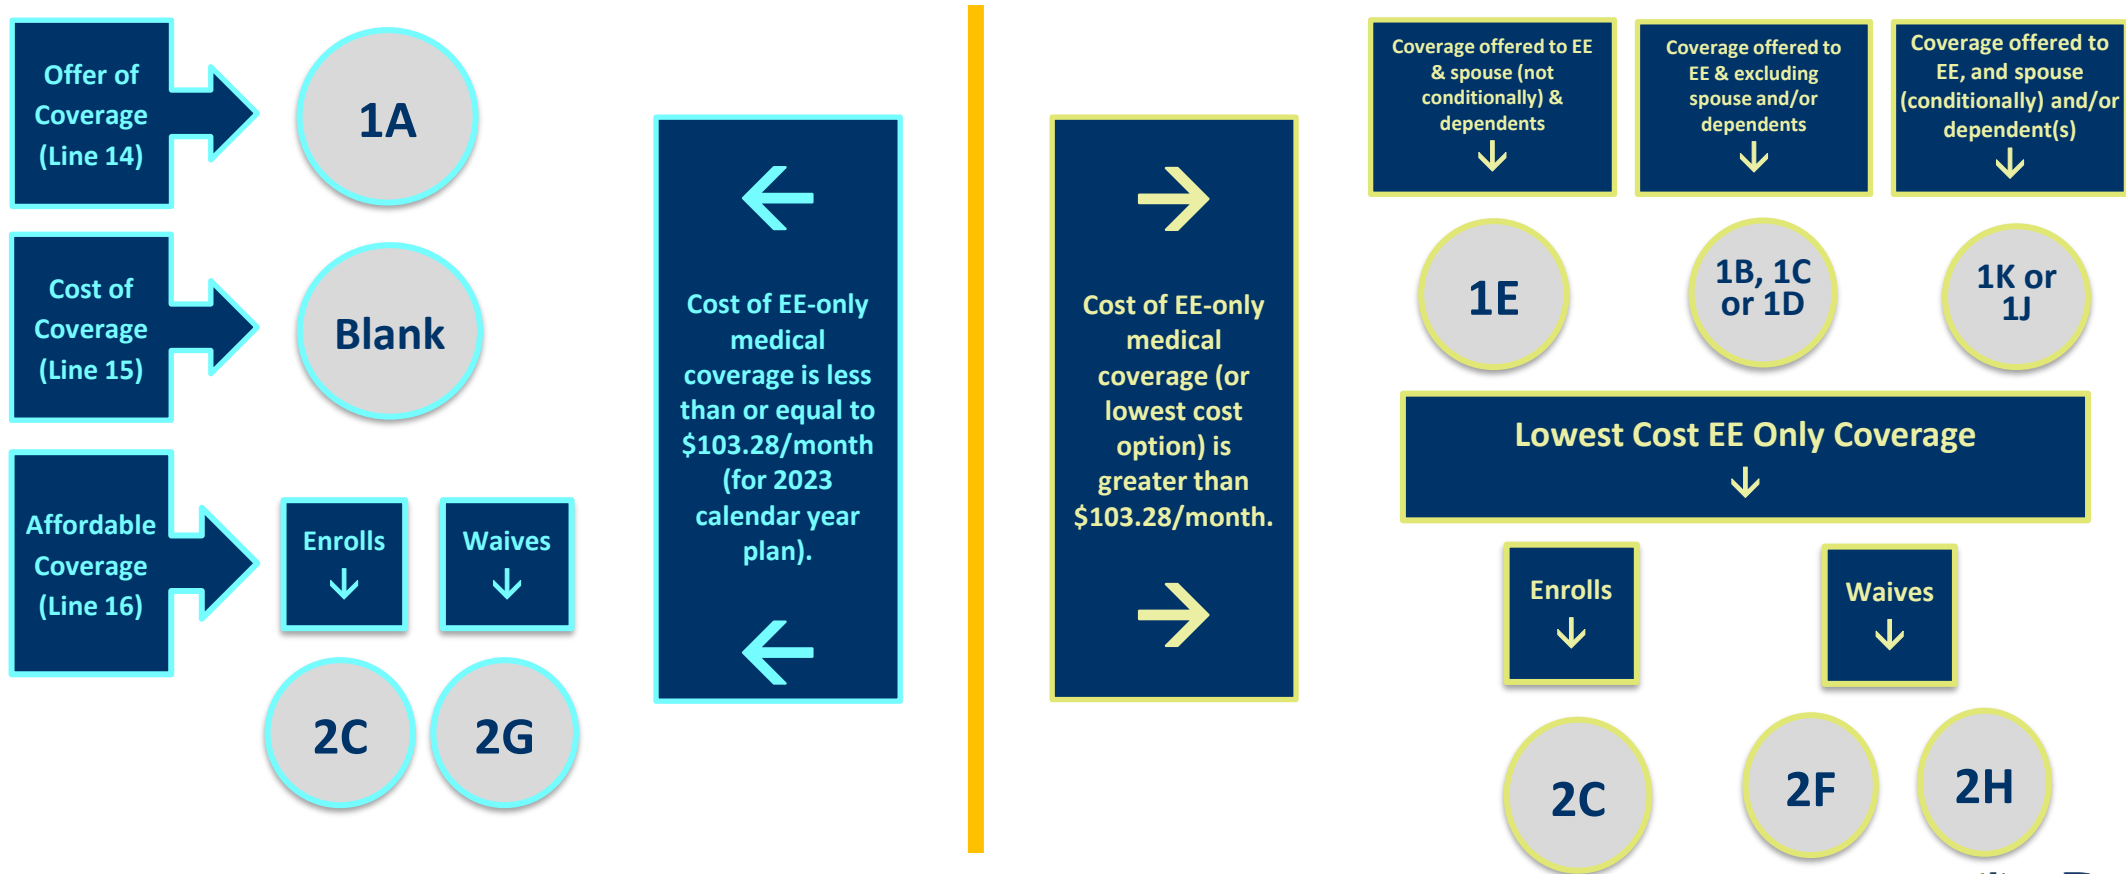 Offer of
Coverage
(Line 14)
1A
Cost of
Coverage
(Line 15)
Blank
Affordable
Coverage
(Line 16)
Enrolls
↓
Waives
↓
2C
2G
←
Cost of EE-only
medical
coverage is less
than or equal to
$103.28/month
(for 2023
calendar year
plan).
←
→
Cost of EE-only
medical
coverage (or
lowest cost
option) is
greater than
$103.28/month.
→
Coverage offered to EE
& spouse (not
conditionally) &
dependents
↓
Coverage offered to
EE & excluding
spouse and/or
dependents
↓
Coverage offered to
EE, and spouse
(conditionally) and/or
dependent(s)
↓
1E
1B, 1C
or 1D
1K or
1J
Lowest Cost EE Only Coverage
↓
Enrolls
↓
Waives
↓
2C
2F
2H